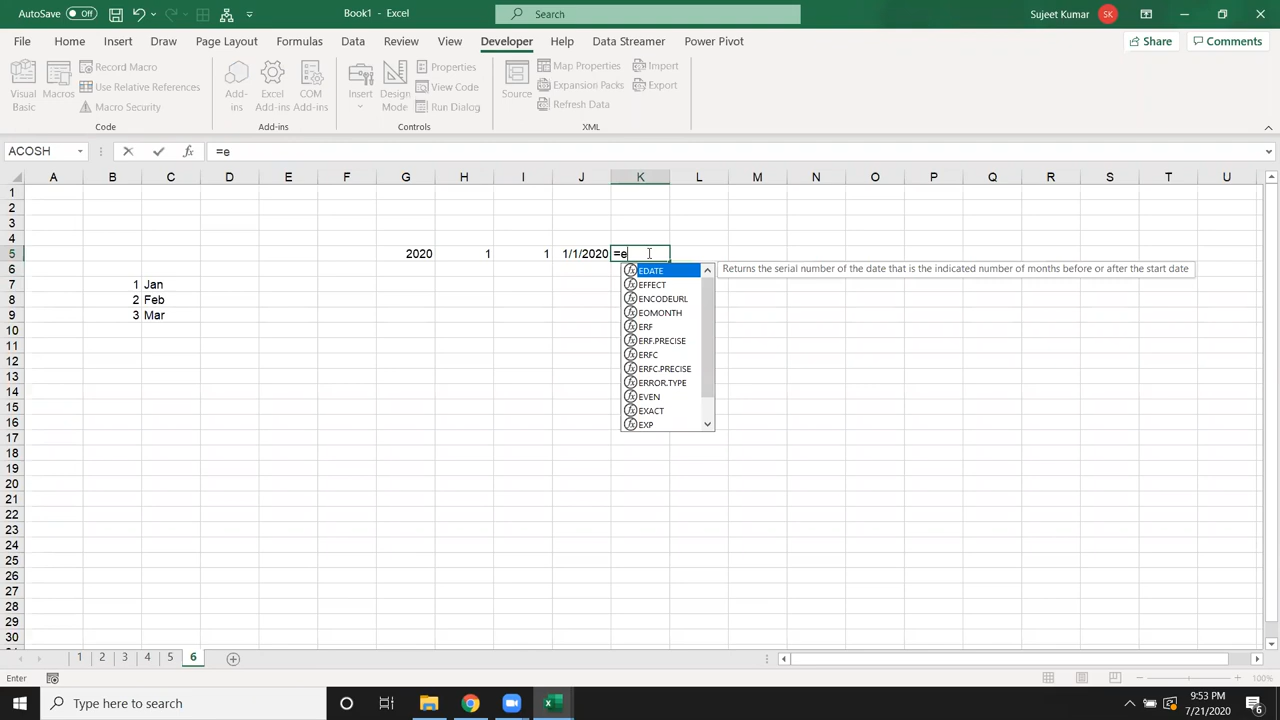 AutoSave Off Book1 - Excel Search Sujeet Kumar SK
File Home Insert Draw Page Layout Formulas Data Review View Developer Help Data Streamer Power Pivot Share Comments
Visual Basic Macros Record Macro Use Relative References Macro Security Code
Add-ins Excel Add-ins COM Add-ins Add-ins
Insert Design Mode Properties View Code Run Dialog Controls
Source Map Properties Expansion Packs Refresh Data Import Export XML
ACOSH fx =e
A B C D E F G H I J K L M N O P Q R S T U
1
2
3
4
5 2020 1 1 1/1/2020 =e
6
7 1 Jan
8 2 Feb
9 3 Mar
10
11
12
13
14
15
16
17
18
19
20
21
22
23
24
25
26
27
28
29
30
EDATE
Returns the serial number of the date that is the indicated number of months before or after the start date
EFFECT
ENCODEURL
EOMONTH
ERF
ERF.PRECISE
ERFC
ERFC.PRECISE
ERROR.TYPE
EVEN
EXACT
EXP
1 2 3 4 5 6
Enter 100%
Type here to search 9:53 PM
7/21/2020 6